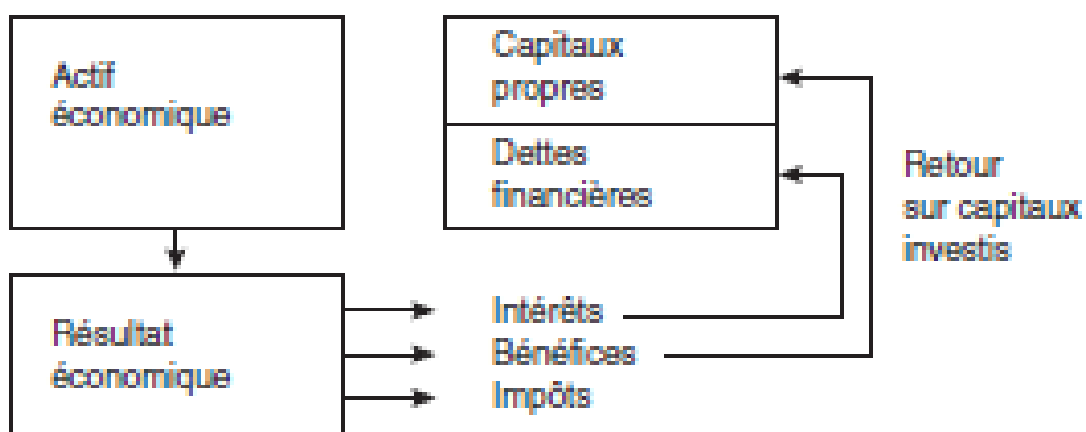 Actif
économique
Capitaux
propres
Dettes
financières
Retour
sur capitaux
investis
Résultat
économique
Intérêts
Bénéfices
Impôts